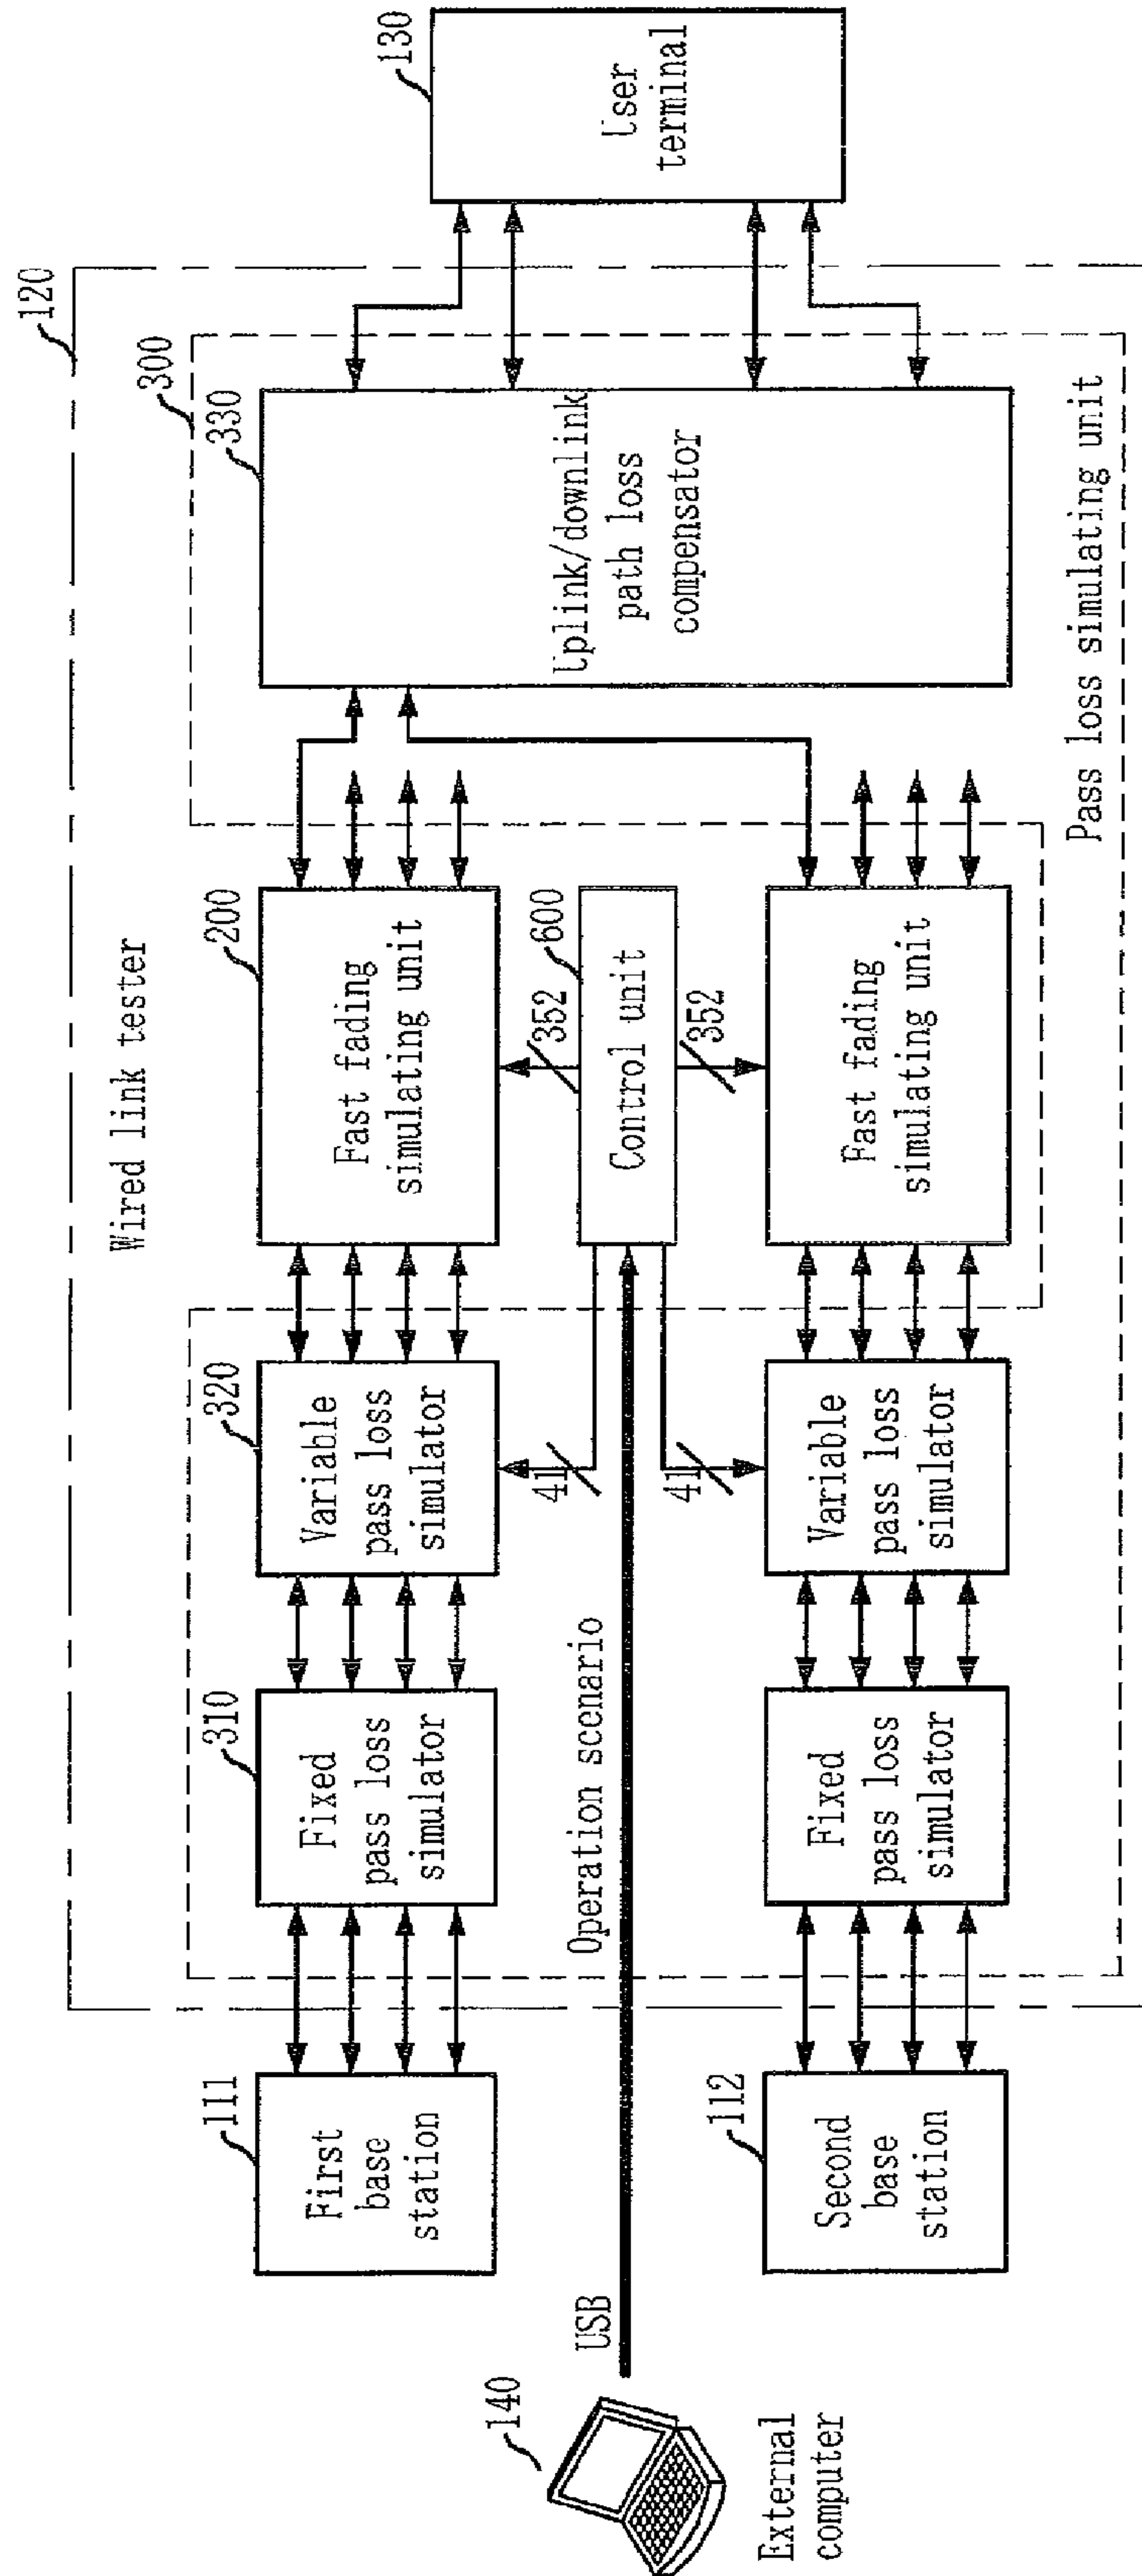 120
Wired link tester
300
111
First
base
station
310
Fixed
pass loss
simulator
320
Variable
pass loss
simulator
200
Fast fading
simulating unit
330
Uplink/downlink
path loss
compensator
130
User
terminal
140
External
computer
USB
Operation scenario
41
41
352
600
Control unit
352
112
Second
base
station
Fixed
pass loss
simulator
Variable
pass loss
simulator
Fast fading
simulating unit
Pass loss simulating unit